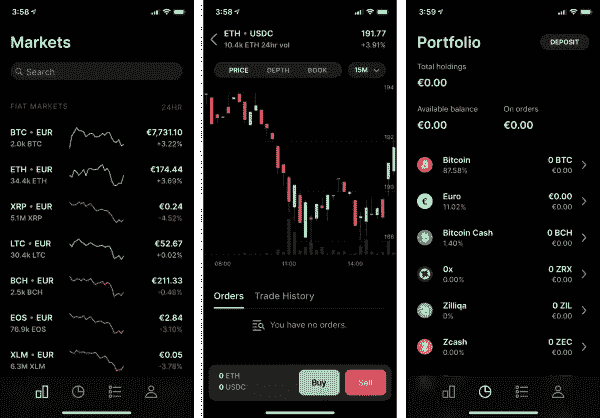 3:58
Markets
Search
FIAT MARKETS 24HR
BTC • EUR €7,731.10
2.0k BTC +3.22%
ETH • EUR €174.44
34.4k ETH +3.69%
XRP • EUR €0.24
5.1M XRP -4.52%
LTC • EUR €52.67
30.4k LTC +0.02%
BCH • EUR €211.33
2.5k BCH -0.46%
EOS • EUR €2.84
76.9k EOS -3.10%
XLM • EUR €0.05
6.3M XLM -3.78%
3:58
ETH • USDC 191.77
10.4k ETH 24hr vol +3.91%
PRICE DEPTH BOOK 15M
194
192
189
186
08:00 11:00 14:00
Orders Trade History
You have no orders.
0 ETH
0 USDC
Buy Sell
3:59
Portfolio DEPOSIT
Total holdings
€0.00
Available balance On orders
€0.00 €0.00
Bitcoin 0 BTC
87.58% €0.00
Euro €0.00
11.02% €0.00
Bitcoin Cash 0 BCH
1.40% €0.00
0x 0 ZRX
0.00% €0.00
Zilliqa 0 ZIL
0% €0.00
Zcash 0 ZEC
0.00% €0.00